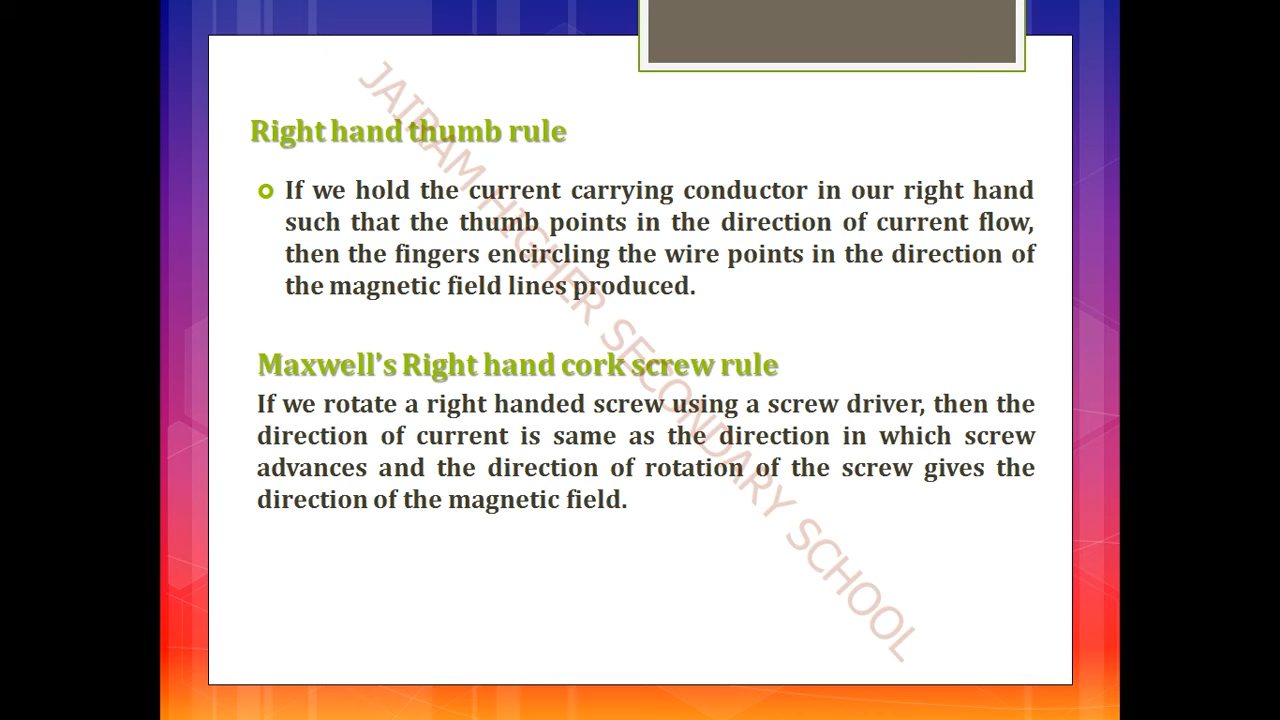 Right hand thumb rule
If we hold the current carrying conductor in our right hand
such that the thumb points in the direction of current flow,
then the fingers encircling the wire points in the direction of
the magnetic field lines produced.
Maxwell's Right hand cork screw rule
If we rotate a right handed screw using a screw driver, then the
direction of current is same as the direction in which screw
advances and the direction of rotation of the screw gives the
direction of the magnetic field.
JAIRAM HIGHER SECONDARY SCHOOL